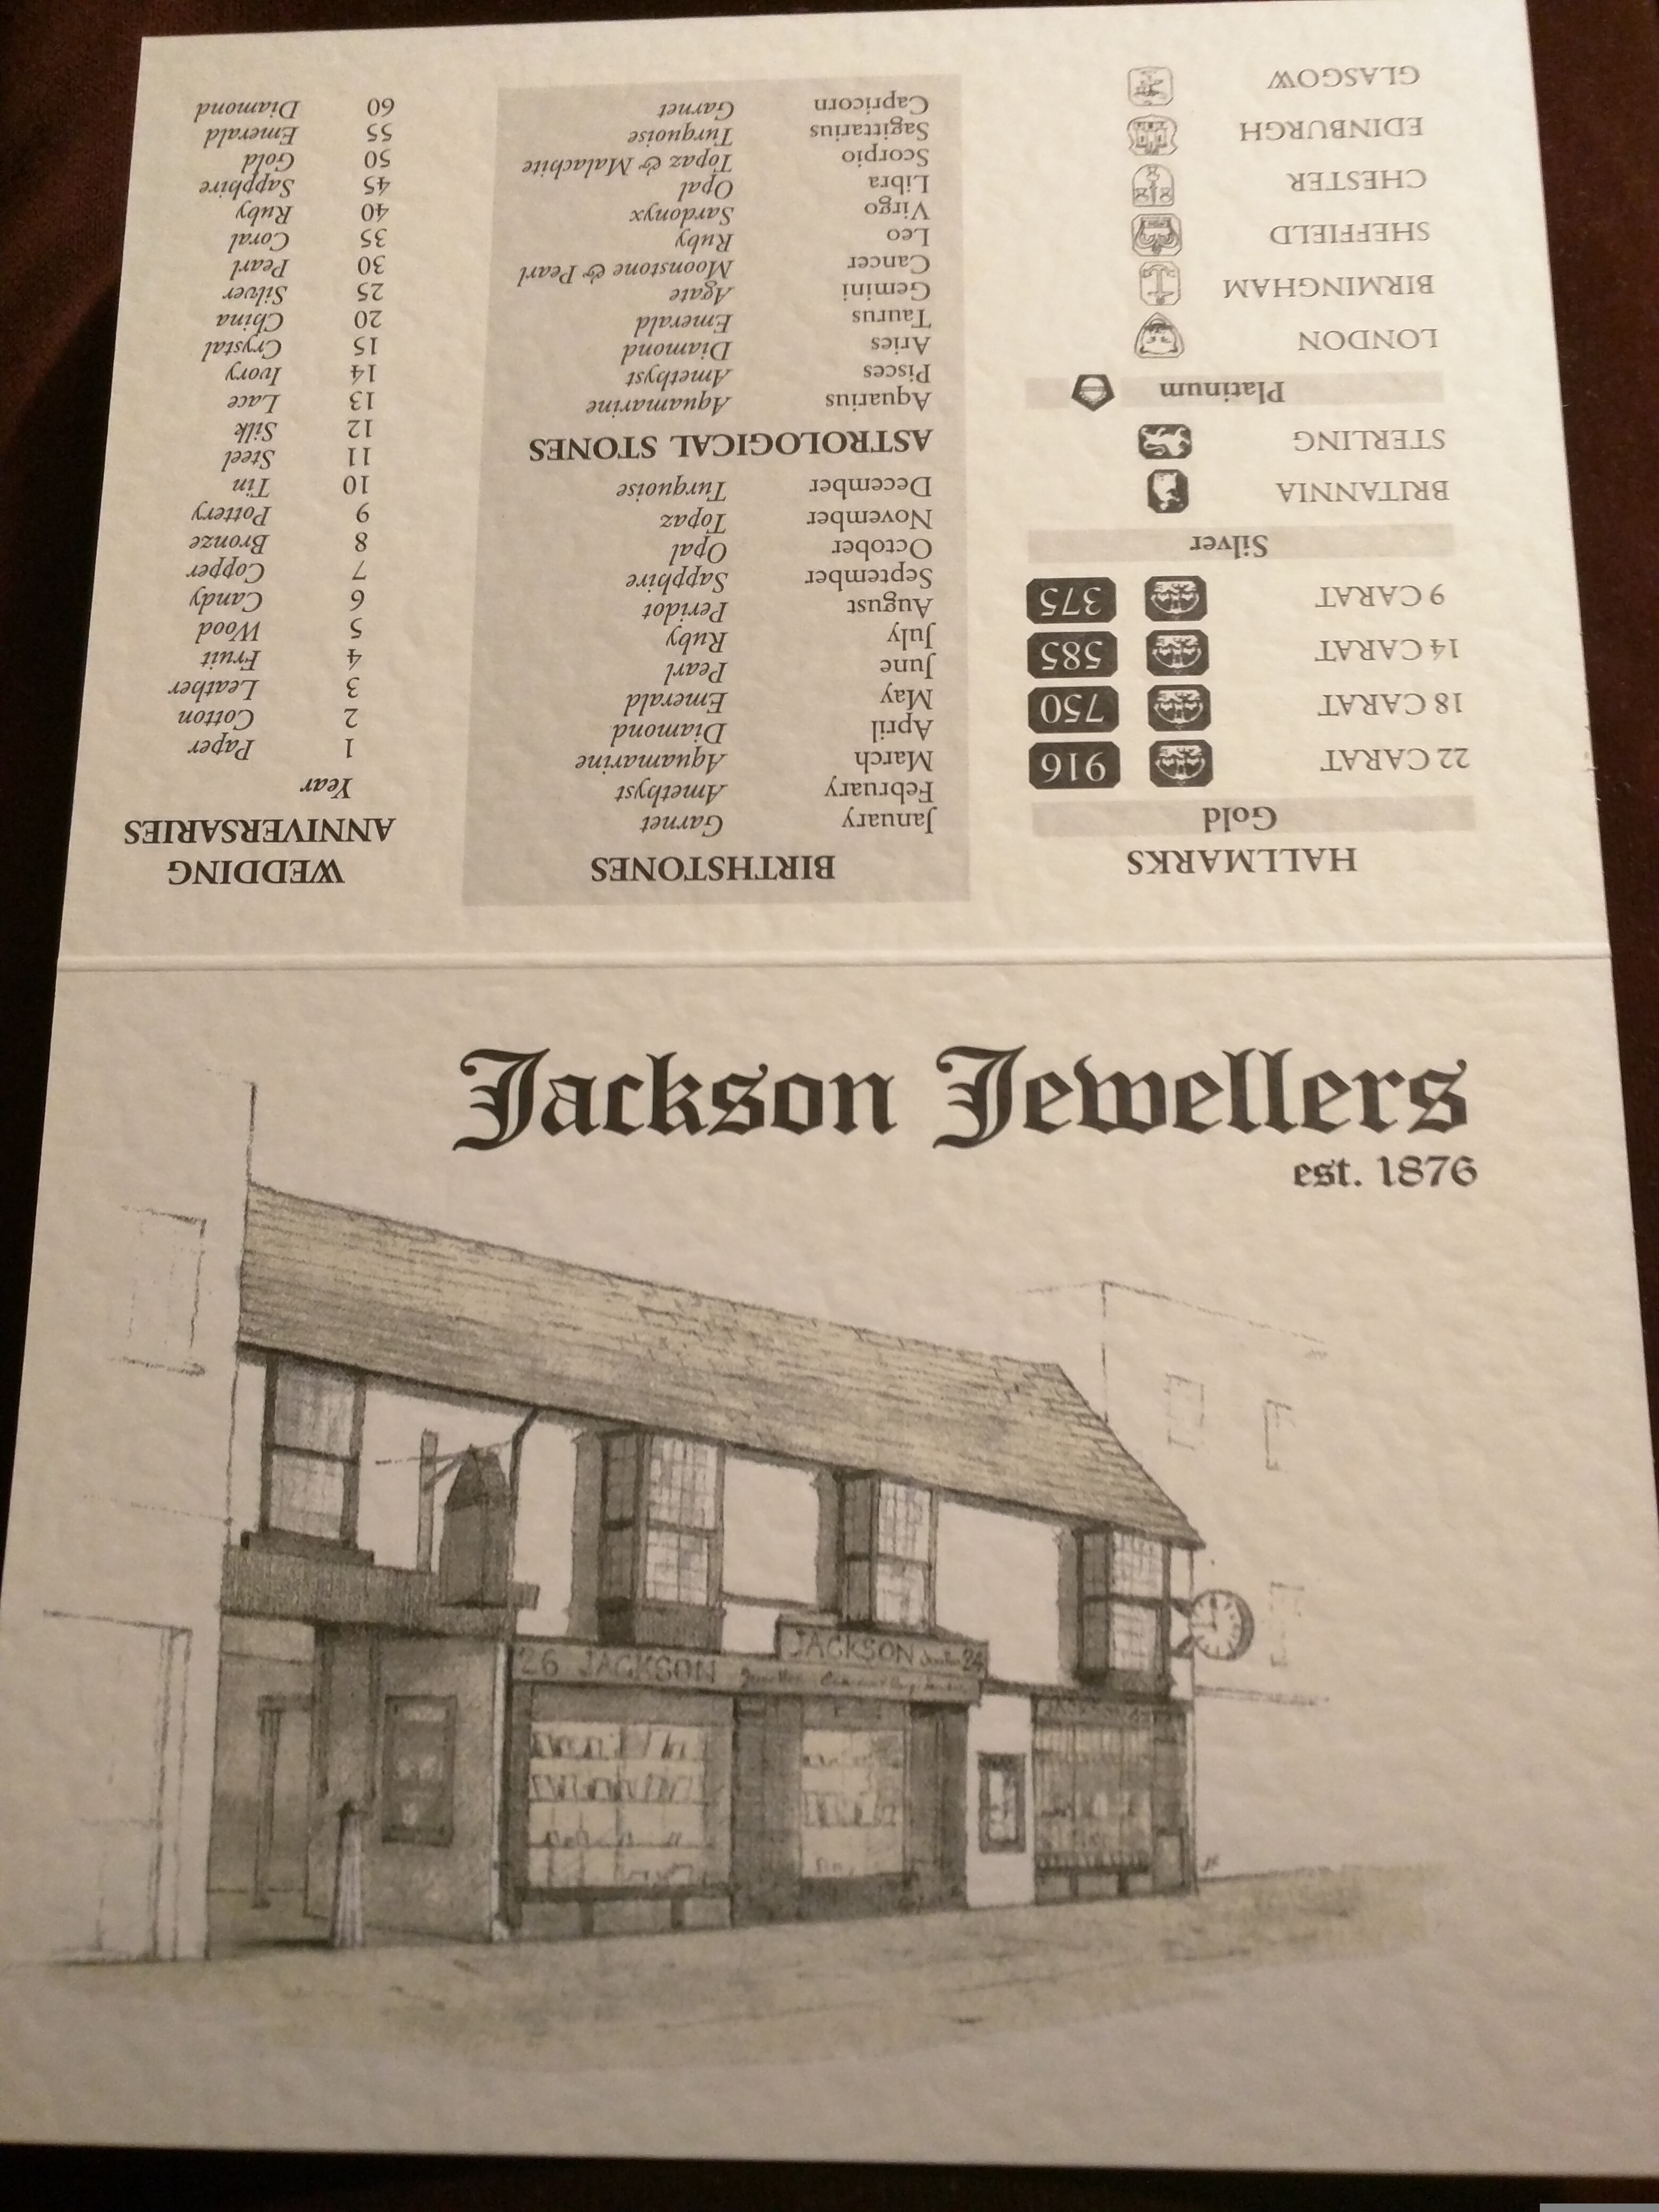 Jackson Jewellers
est. 1876
26 JACKSON
JACKSON 24
HALLMARKS
Gold
22 CARAT 916
18 CARAT 750
14 CARAT 585
9 CARAT 375
Silver
BRITANNIA
STERLING
Platinum
LONDON
BIRMINGHAM
SHEFFIELD
CHESTER
EDINBURGH
GLASGOW
BIRTHSTONES
January Garnet
February Amethyst
March Aquamarine
April Diamond
May Emerald
June Pearl
July Ruby
August Peridot
September Sapphire
October Opal
November Topaz
December Turquoise
ASTROLOGICAL STONES
Aquarius Aquamarine
Pisces Amethyst
Aries Diamond
Taurus Emerald
Gemini Agate
Cancer Moonstone & Pearl
Leo Ruby
Virgo Sardonyx
Libra Opal
Scorpio Topaz & Malachite
Sagittarius Turquoise
Capricorn Garnet
WEDDING
ANNIVERSARIES
Year
1 Paper
2 Cotton
3 Leather
4 Fruit
5 Wood
6 Candy
7 Copper
8 Bronze
9 Pottery
10 Tin
11 Steel
12 Silk
13 Lace
14 Ivory
15 Crystal
20 China
25 Silver
30 Pearl
35 Coral
40 Ruby
45 Sapphire
50 Gold
55 Emerald
60 Diamond